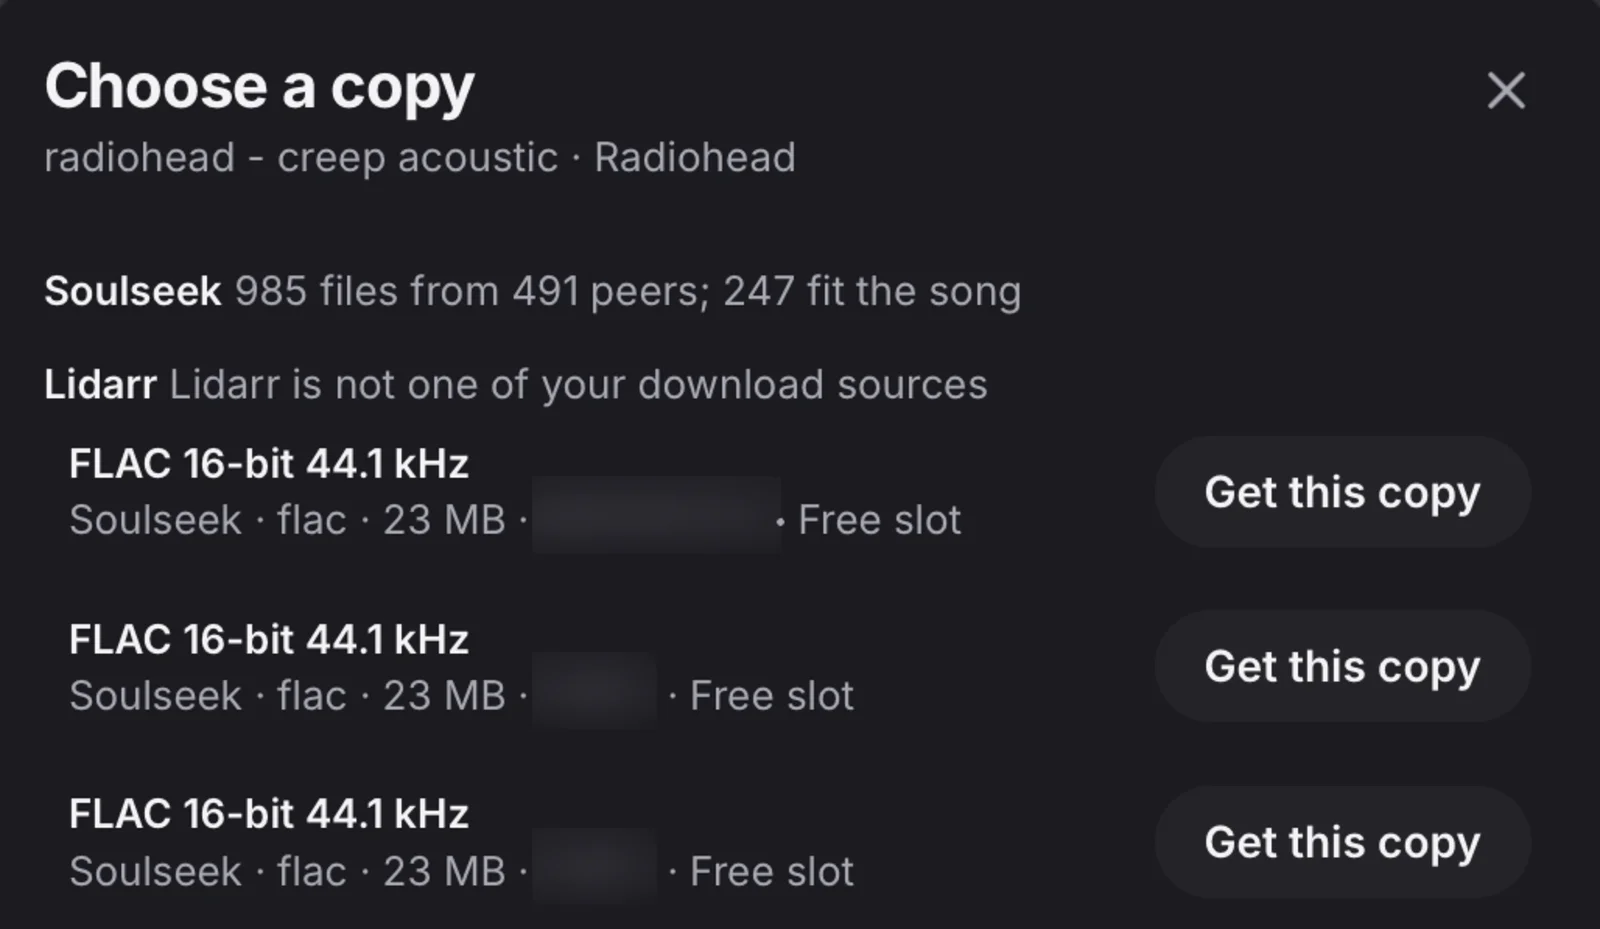 Choose a copy
radiohead - creep acoustic · Radiohead
Soulseek 985 files from 491 peers; 247 fit the song
Lidarr Lidarr is not one of your download sources
FLAC 16-bit 44.1 kHz
Soulseek · flac · 23 MB · · Free slot
Get this copy
FLAC 16-bit 44.1 kHz
Soulseek · flac · 23 MB · · Free slot
Get this copy
FLAC 16-bit 44.1 kHz
Soulseek · flac · 23 MB · · Free slot
Get this copy